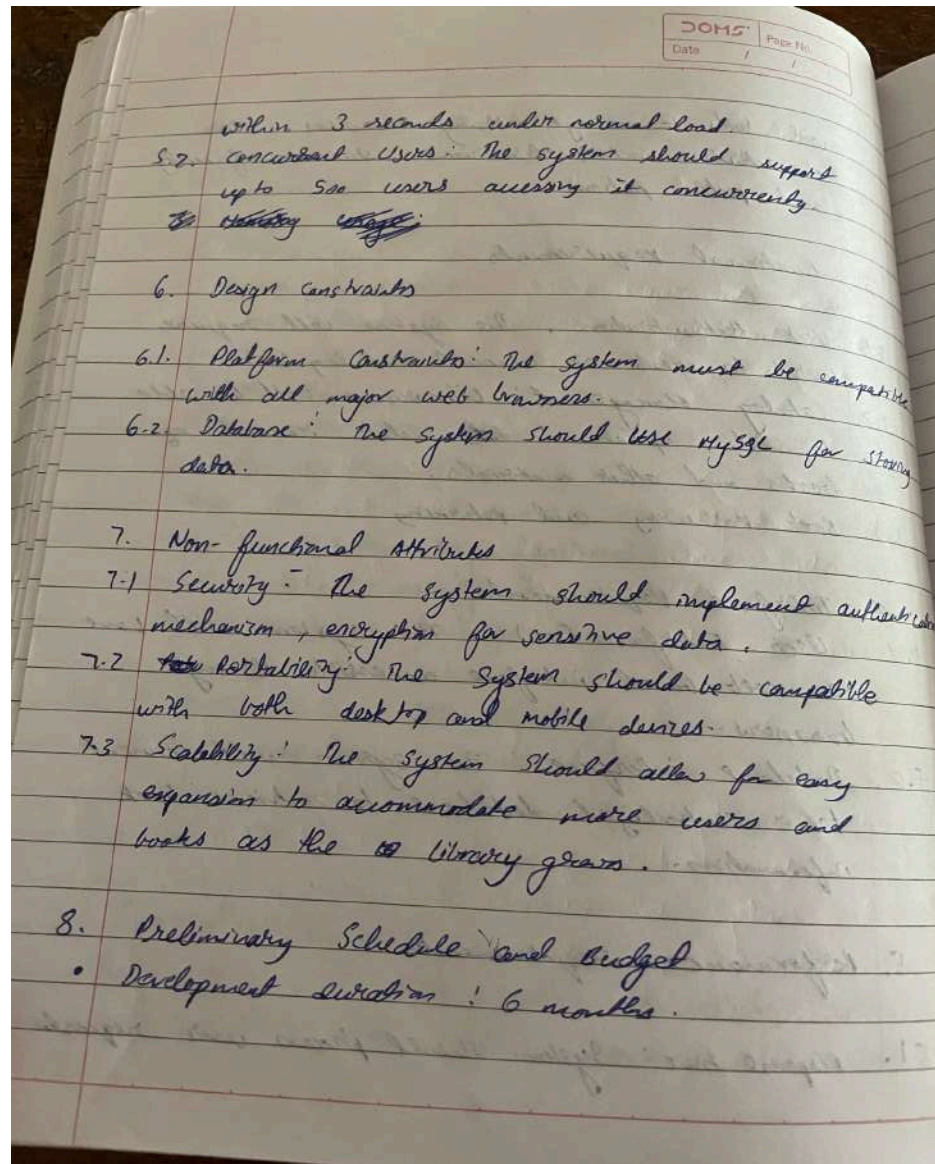 DOMS Page No.
Date / /
within 3 seconds under normal load.
5.2. concurrent Users: The system should support
upto 500 users accessing it concurrently.
6. Design constraints
6.1. Platform Constraints: The system must be compatible
with all major web browsers.
6.2 Database: The system should use MySQL for storing
data.
7. Non-functional Attributes
7.1 Security: The system should implement authentication
mechanism, encryption for sensitive data.
7.2 Portability: The system should be compatible
with both desktop and mobile devices.
7.3 Scalability: The system should allow for easy
expansion to accommodate more users and
books as the library grows.
8. Preliminary Schedule and Budget
• Development duration: 6 months.